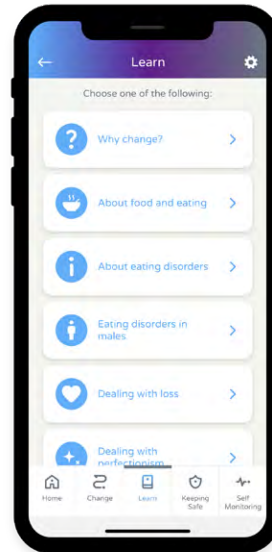 Learn
Choose one of the following:
Why change?
About food and eating
About eating disorders
Eating disorders in
males
Dealing with loss
Dealing with
perfectionism
Home
Change
Learn
Keeping
Safe
Self
Monitoring